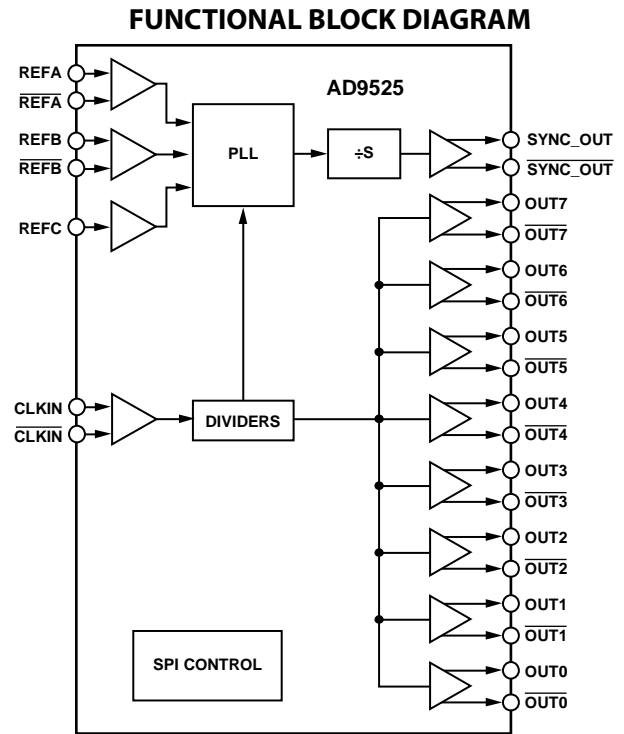 FUNCTIONAL BLOCK DIAGRAM
AD9525
REFA
REFA
REFB
REFB
REFC
PLL
÷S
SYNC_OUT
SYNC_OUT
OUT7
OUT7
OUT6
OUT6
OUT5
OUT5
CLKIN
CLKIN
DIVIDERS
OUT4
OUT4
OUT3
OUT3
OUT2
OUT2
OUT1
OUT1
SPI CONTROL
OUT0
OUT0